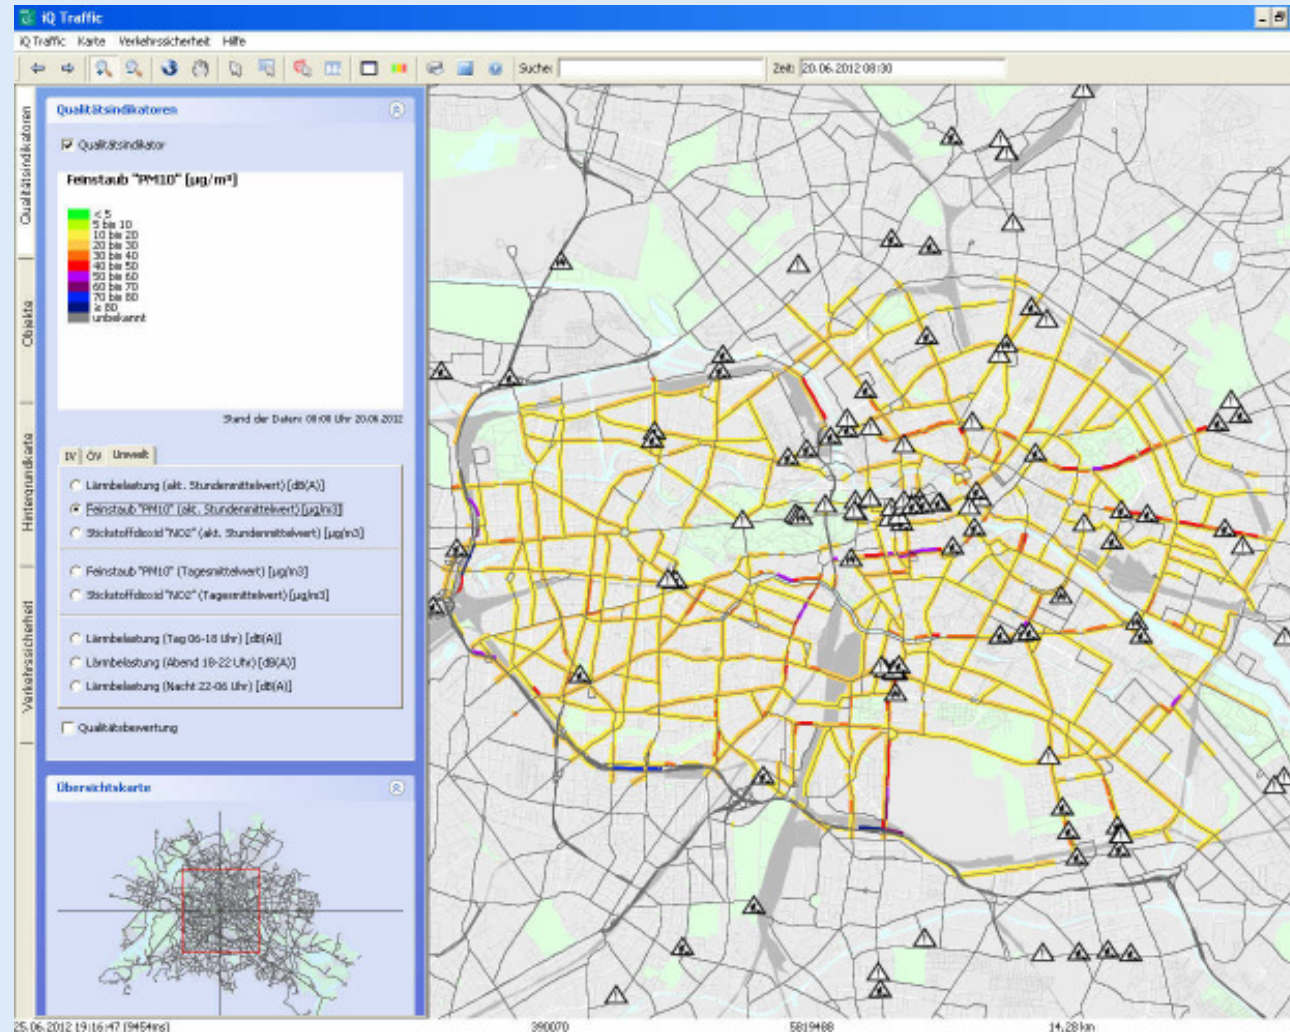 iQ Traffic
iQ Traffic Karte Verkehrssicherheit Hilfe
Suche: Zeit: 20.06.2012 08:30
Qualitätsindikatoren
Objekte
Hintergrundkarte
Verkehrssicherheit
Qualitätsindikatoren
Qualitätsindikator
Feinstaub "PM10" [µg/m³]
< 5
5 bis 10
10 bis 20
20 bis 30
30 bis 40
40 bis 50
50 bis 60
60 bis 70
70 bis 80
≥ 80
unbekannt
Stand der Daten: 08:00 Uhr 20.06.2012
IV ÖV Umwelt
Lärmbelastung (akt. Stundenmittelwert) [dB(A)]
Feinstaub "PM10" (akt. Stundenmittelwert) [µg/m3]
Stickstoffdioxid "NO2" (akt. Stundenmittelwert) [µg/m3]
Feinstaub "PM10" (Tagesmittelwert) [µg/m3]
Stickstoffdioxid "NO2" (Tagesmittelwert) [µg/m3]
Lärmbelastung (Tag 06-18 Uhr) [dB(A)]
Lärmbelastung (Abend 18-22 Uhr) [dB(A)]
Lärmbelastung (Nacht 22-06 Uhr) [dB(A)]
Qualitätsbewertung
Übersichtskarte
25.06.2012 19:16:47 [9454ms] 390070 5819468 14,28 km